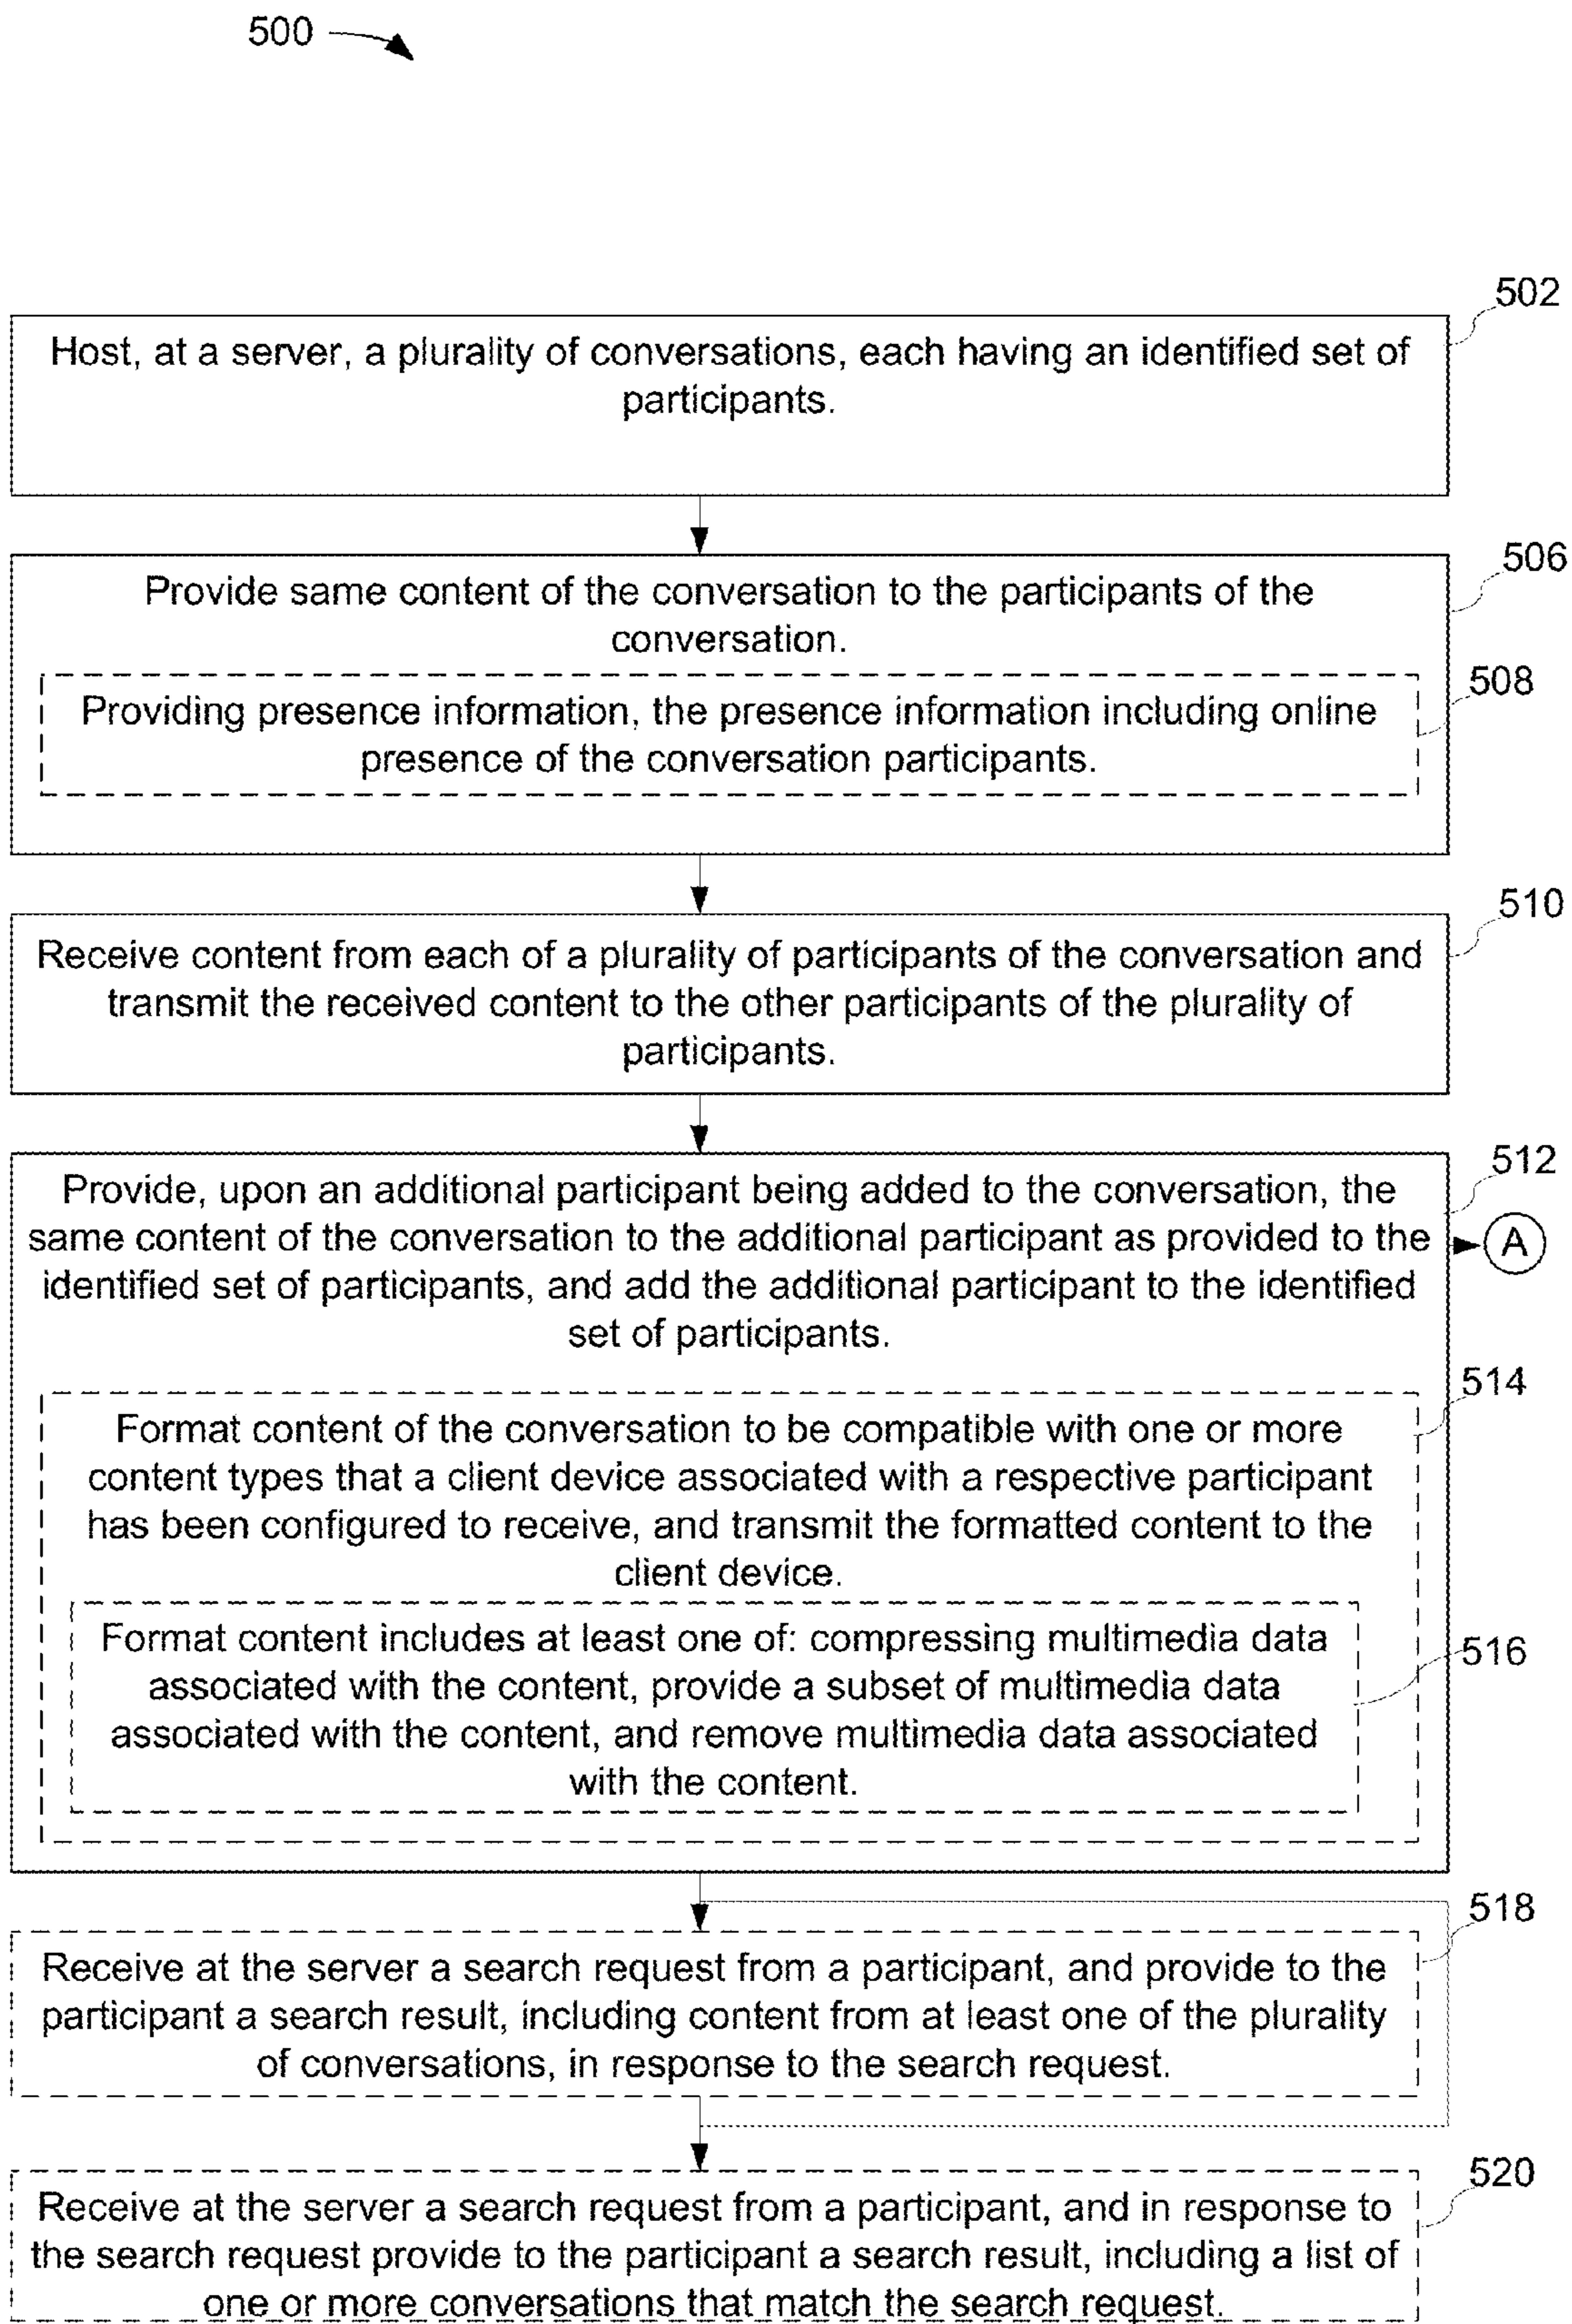 500
502
Host, at a server, a plurality of conversations, each having an identified set of
participants.
506
Provide same content of the conversation to the participants of the
conversation.
508
Providing presence information, the presence information including online
presence of the conversation participants.
510
Receive content from each of a plurality of participants of the conversation and
transmit the received content to the other participants of the plurality of
participants.
512
Provide, upon an additional participant being added to the conversation, the
same content of the conversation to the additional participant as provided to the
identified set of participants, and add the additional participant to the identified
set of participants.
A
514
Format content of the conversation to be compatible with one or more
content types that a client device associated with a respective participant
has been configured to receive, and transmit the formatted content to the
client device.
516
Format content includes at least one of: compressing multimedia data
associated with the content, provide a subset of multimedia data
associated with the content, and remove multimedia data associated
with the content.
518
Receive at the server a search request from a participant, and provide to the
participant a search result, including content from at least one of the plurality
of conversations, in response to the search request.
520
Receive at the server a search request from a participant, and in response to
the search request provide to the participant a search result, including a list of
one or more conversations that match the search request.